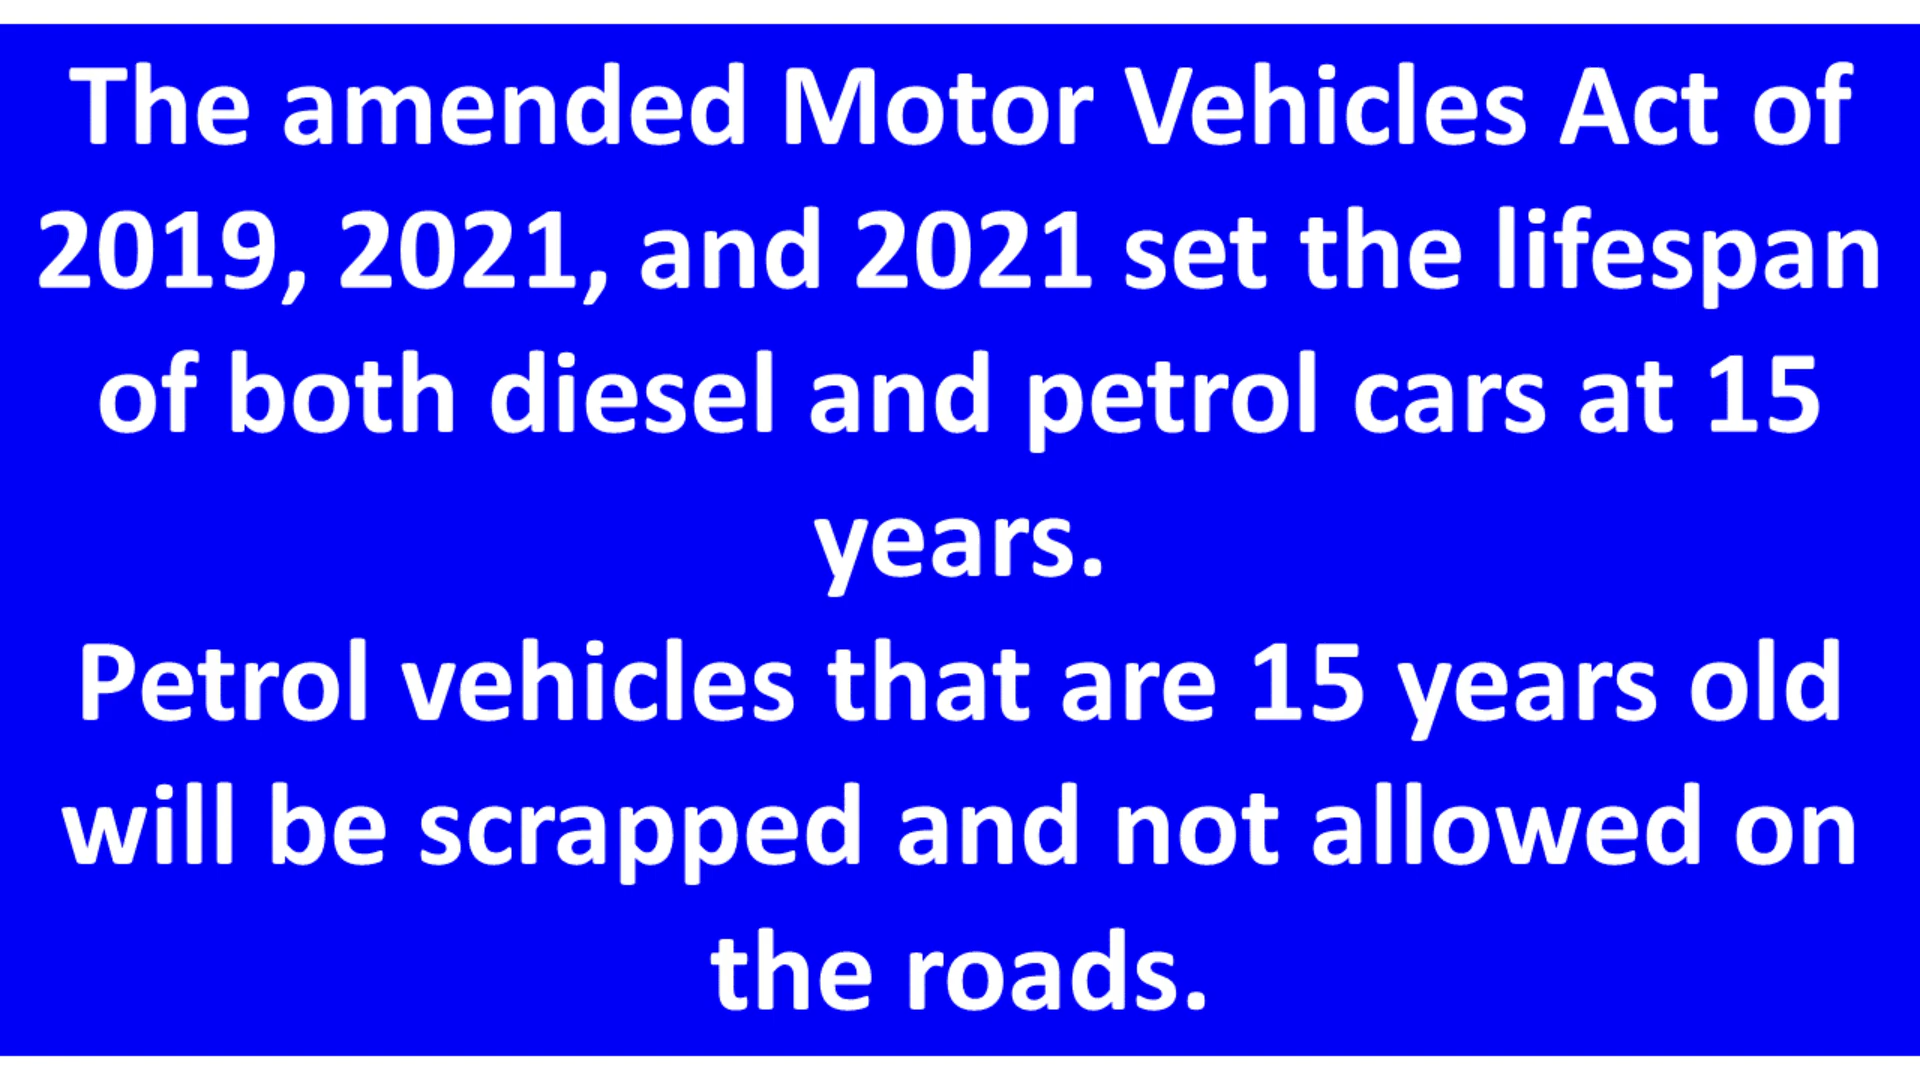 The amended Motor Vehicles Act of
2019, 2021, and 2021 set the lifespan
of both diesel and petrol cars at 15
years.
Petrol vehicles that are 15 years old
will be scrapped and not allowed on
the roads.